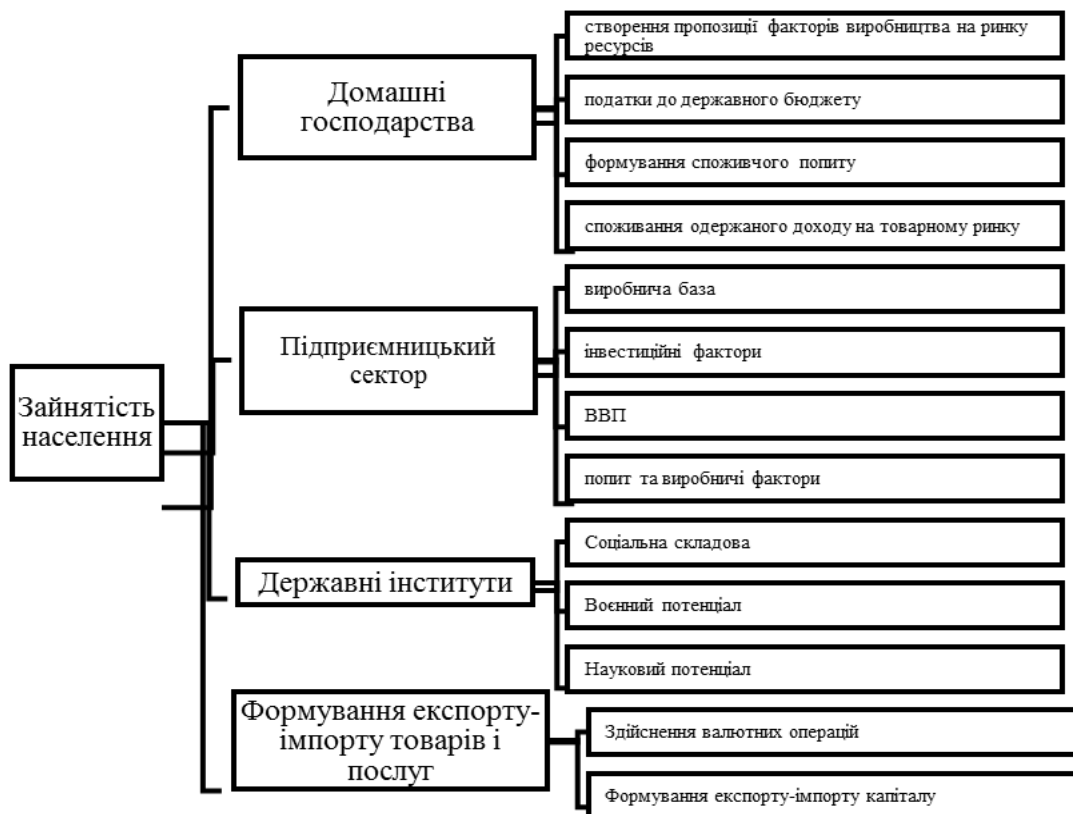 Зайнятість
населення
Домашні
господарства
створення пропозиції факторів виробництва на ринку
ресурсів
податки до державного бюджету
формування споживчого попиту
споживання одержаного доходу на товарному ринку
Підприємницький
сектор
виробнича база
інвестиційні фактори
ВВП
попит та виробничі фактори
Державні інститути
Соціальна складова
Воєнний потенціал
Науковий потенціал
Формування експорту-
імпорту товарів і
послуг
Здійснення валютних операцій
Формування експорту-імпорту капіталу